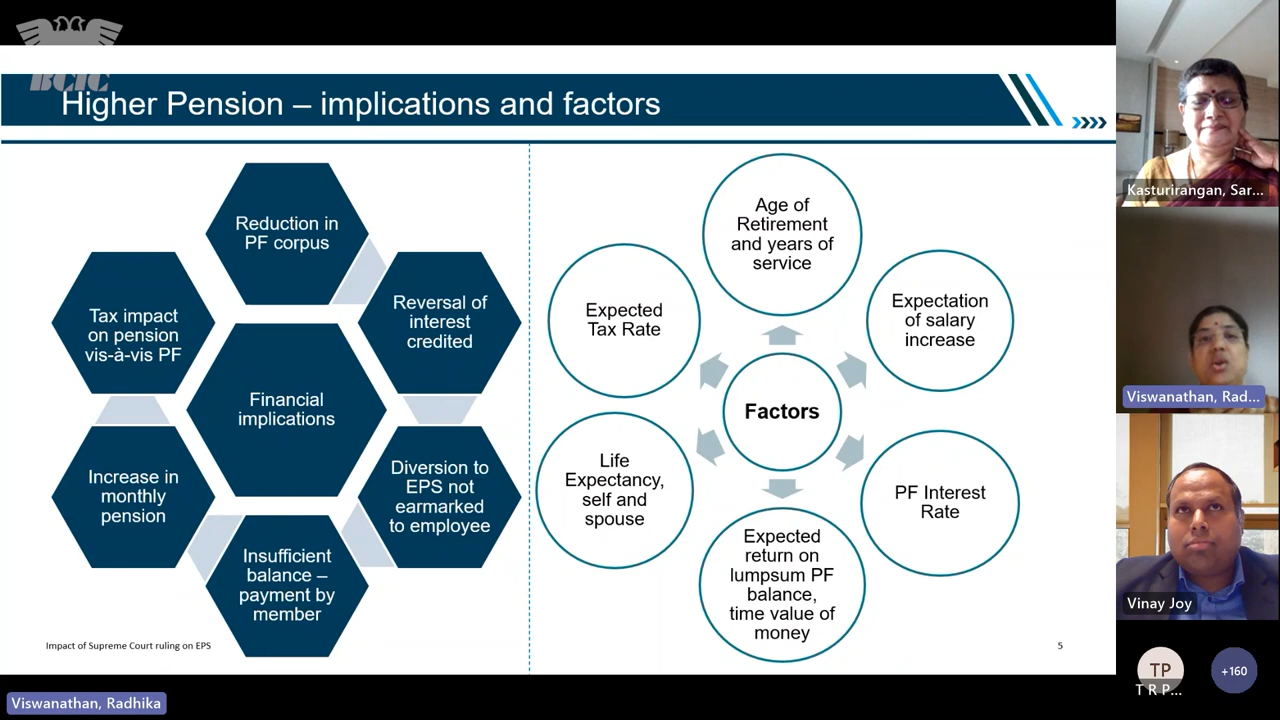 BCIC
Higher Pension – implications and factors
Reduction in
PF corpus
Tax impact
on pension
vis-à-vis PF
Reversal of
interest
credited
Financial
implications
Increase in
monthly
pension
Diversion to
EPS not
earmarked
to employee
Insufficient
balance –
payment by
member
Age of
Retirement
and years of
service
Expected
Tax Rate
Expectation
of salary
increase
Factors
Life
Expectancy,
self and
spouse
PF Interest
Rate
Expected
return on
lumpsum PF
balance,
time value of
money
Impact of Supreme Court ruling on EPS
5
Kasturirangan, Sar...
Viswanathan, Rad...
Vinay Joy
TP
T R P...
+160
Viswanathan, Radhika